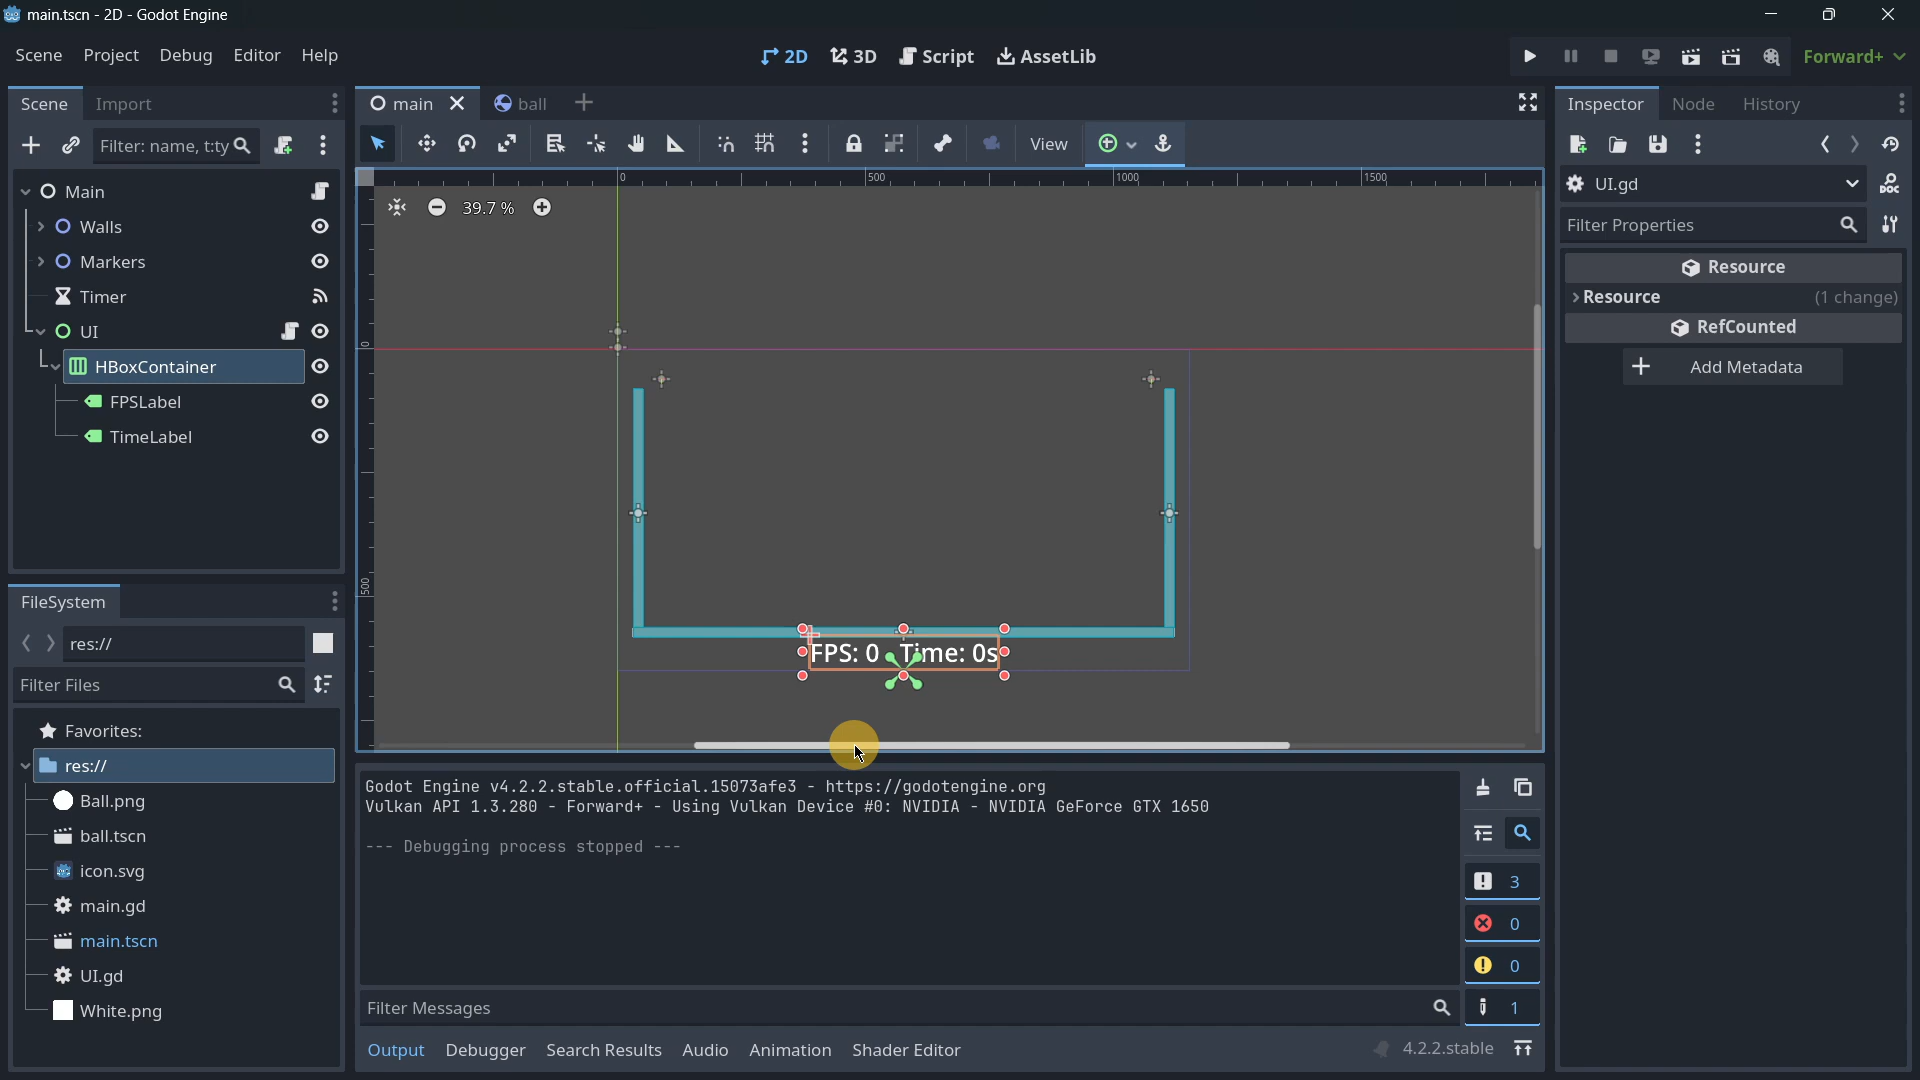 main.tscn - 2D - Godot Engine
Scene Project Debug Editor Help
2D 3D Script AssetLib
Forward+
Scene Import
Filter: name, t:ty
Main
Walls
Markers
Timer
UI
HBoxContainer
FPSLabel
TimeLabel
FileSystem
res://
Filter Files
Favorites:
res://
Ball.png
ball.tscn
icon.svg
main.gd
main.tscn
UI.gd
White.png
main ball
View
0 500 1000 1500
39.7 %
0
500
FPS: 0 Time: 0s
Godot Engine v4.2.2.stable.official.15073afe3 - https://godotengine.org
Vulkan API 1.3.280 - Forward+ - Using Vulkan Device #0: NVIDIA - NVIDIA GeForce GTX 1650
--- Debugging process stopped ---
3
0
0
1
Filter Messages
Output Debugger Search Results Audio Animation Shader Editor
4.2.2.stable
Inspector Node History
UI.gd
DOC
Filter Properties
Resource
Resource (1 change)
RefCounted
Add Metadata